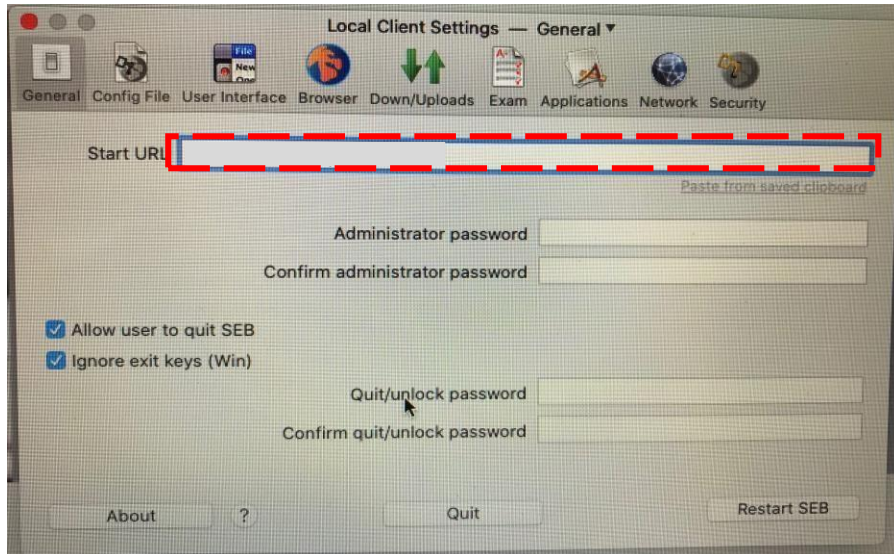 Local Client Settings — General
File
New
General Config File User Interface Browser Down/Uploads Exam Applications Network Security
Start URL
Paste from saved clipboard
Administrator password
Confirm administrator password
Allow user to quit SEB
Ignore exit keys (Win)
Quit/unlock password
Confirm quit/unlock password
About ? Quit Restart SEB